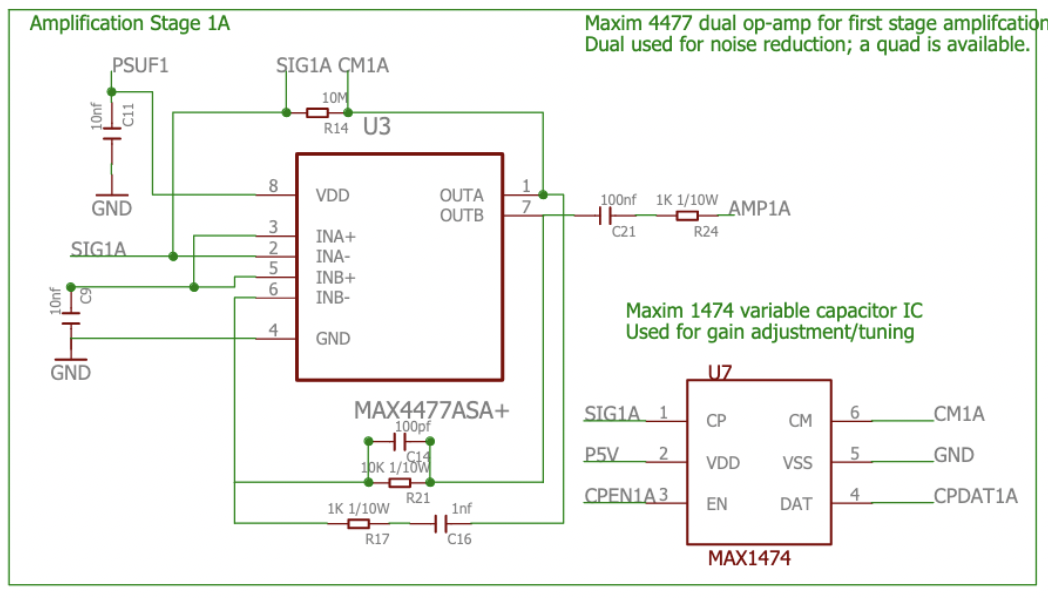 Amplification Stage 1A
Maxim 4477 dual op-amp for first stage amplifcation
Dual used for noise reduction; a quad is available.
PSUF1
SIG1A CM1A
10nf
C11
10M
R14
U3
GND
8
VDD
OUTA
1
OUTB
7
100nf
C21
1K 1/10W
R24
AMP1A
3
INA+
SIG1A
2
INA-
5
INB+
6
INB-
10nf
C9
4
GND
GND
MAX4477ASA+
100pf
C14
10K 1/10W
R21
1K 1/10W
R17
1nf
C16
Maxim 1474 variable capacitor IC
Used for gain adjustment/tuning
U7
SIG1A
1
CP
CM
6
CM1A
P5V
2
VDD
VSS
5
GND
CPEN1A
3
EN
DAT
4
CPDAT1A
MAX1474